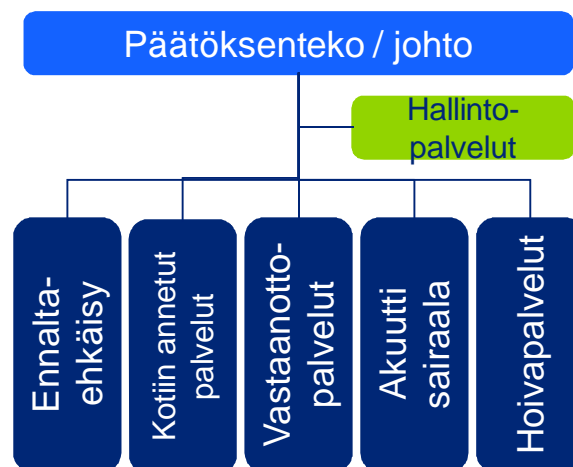 Päätöksenteko / johto
Hallinto-
palvelut
Ennalta-
ehkäisy
Kotiin annetut
palvelut
Vastaanotto-
palvelut
Akuutti
sairaala
Hoivapalvelut